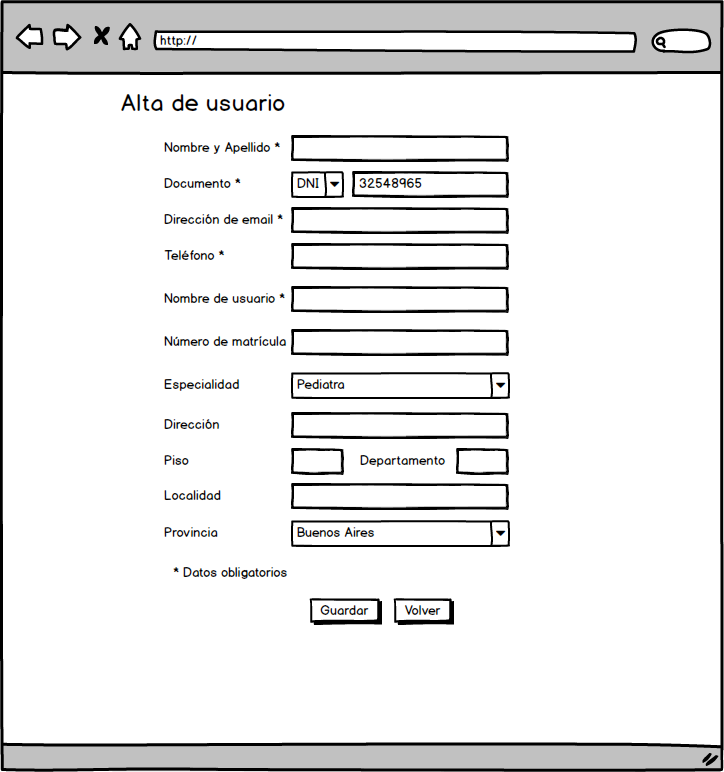 http://
Alta de usuario
Nombre y Apellido *
Documento * DNI 32548965
Dirección de email *
Teléfono *
Nombre de usuario *
Número de matrícula
Especialidad Pediatra
Dirección
Piso Departamento
Localidad
Provincia Buenos Aires
* Datos obligatorios
Guardar Volver